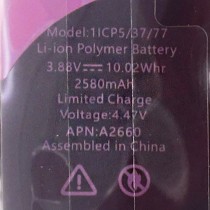 Model:1ICP5/37/77
Li-ion Polymer Battery
3.88V⎓10.02Whr
2580mAH
Limited Charge
Voltage:4.47V
APN:A2660
Assembled in China